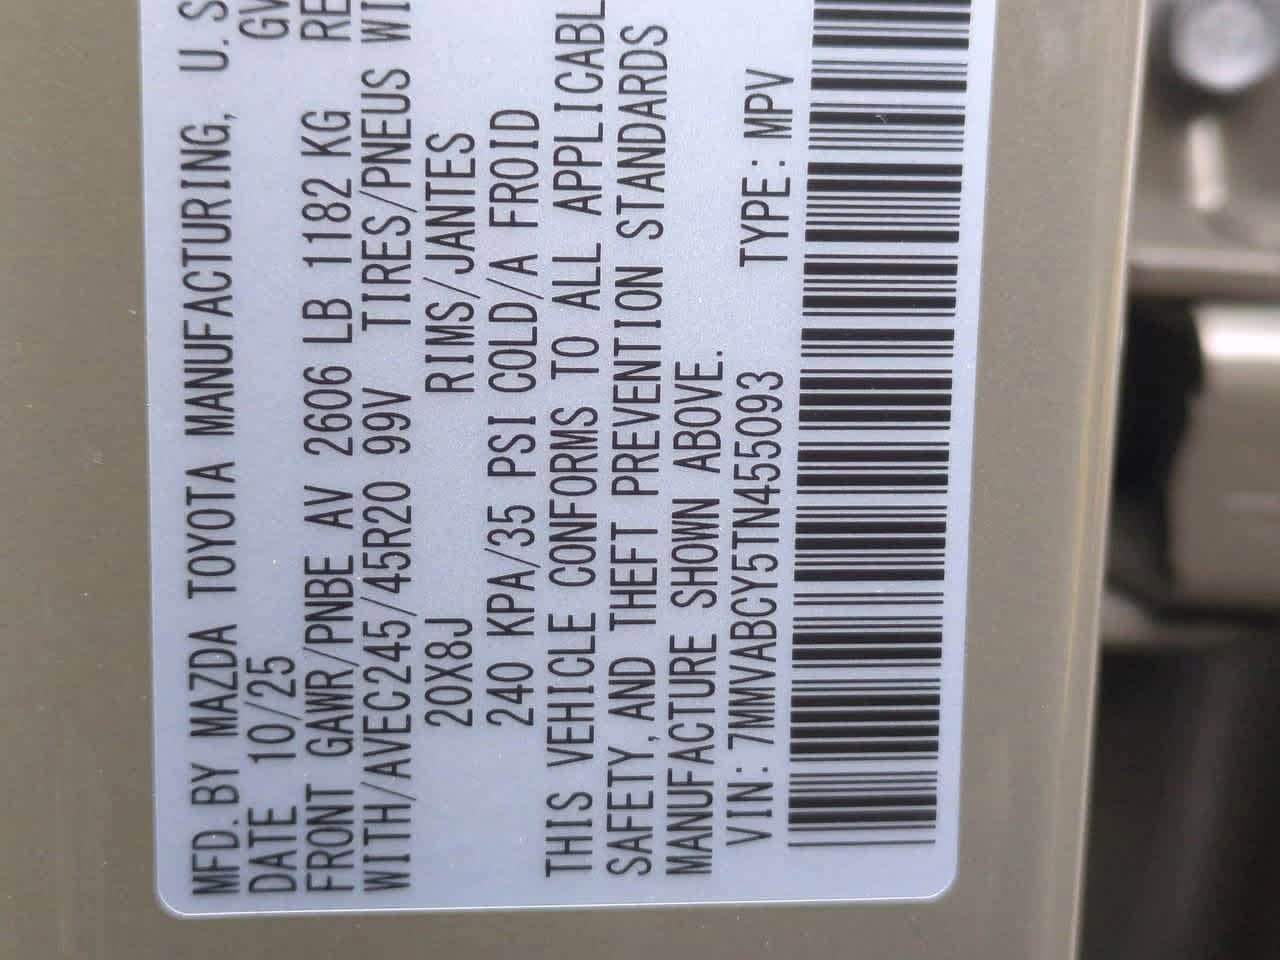 MFD. BY MAZDA TOYOTA MANUFACTURING, U. S
DATE 10/25
FRONT GAWR/PNBE AV 2606 LB 1182 KG
WITH/AVEC245/45R20 99V TIRES/PNEUS
20X8J RIMS/JANTES
240 KPA/35 PSI COLD/A FROID
THIS VEHICLE CONFORMS TO ALL APPLICABL
SAFETY,AND THEFT PREVENTION STANDARDS
MANUFACTURE SHOWN ABOVE.
VIN: 7MMVABCY5TN455093 TYPE: MPV